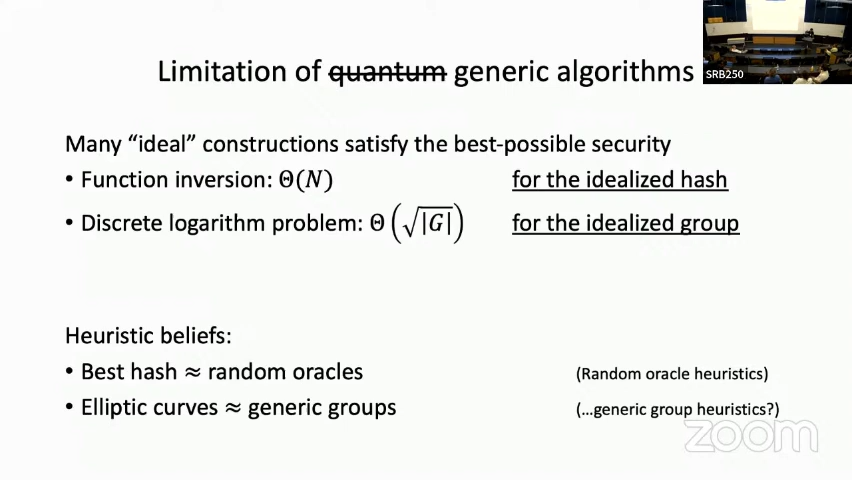 Limitation of quantum generic algorithms
SRB250
Many “ideal” constructions satisfy the best-possible security
• Function inversion: Θ(N) for the idealized hash
• Discrete logarithm problem: Θ(√|G|) for the idealized group
Heuristic beliefs:
• Best hash ≈ random oracles (Random oracle heuristics)
• Elliptic curves ≈ generic groups (...generic group heuristics?)
zoom